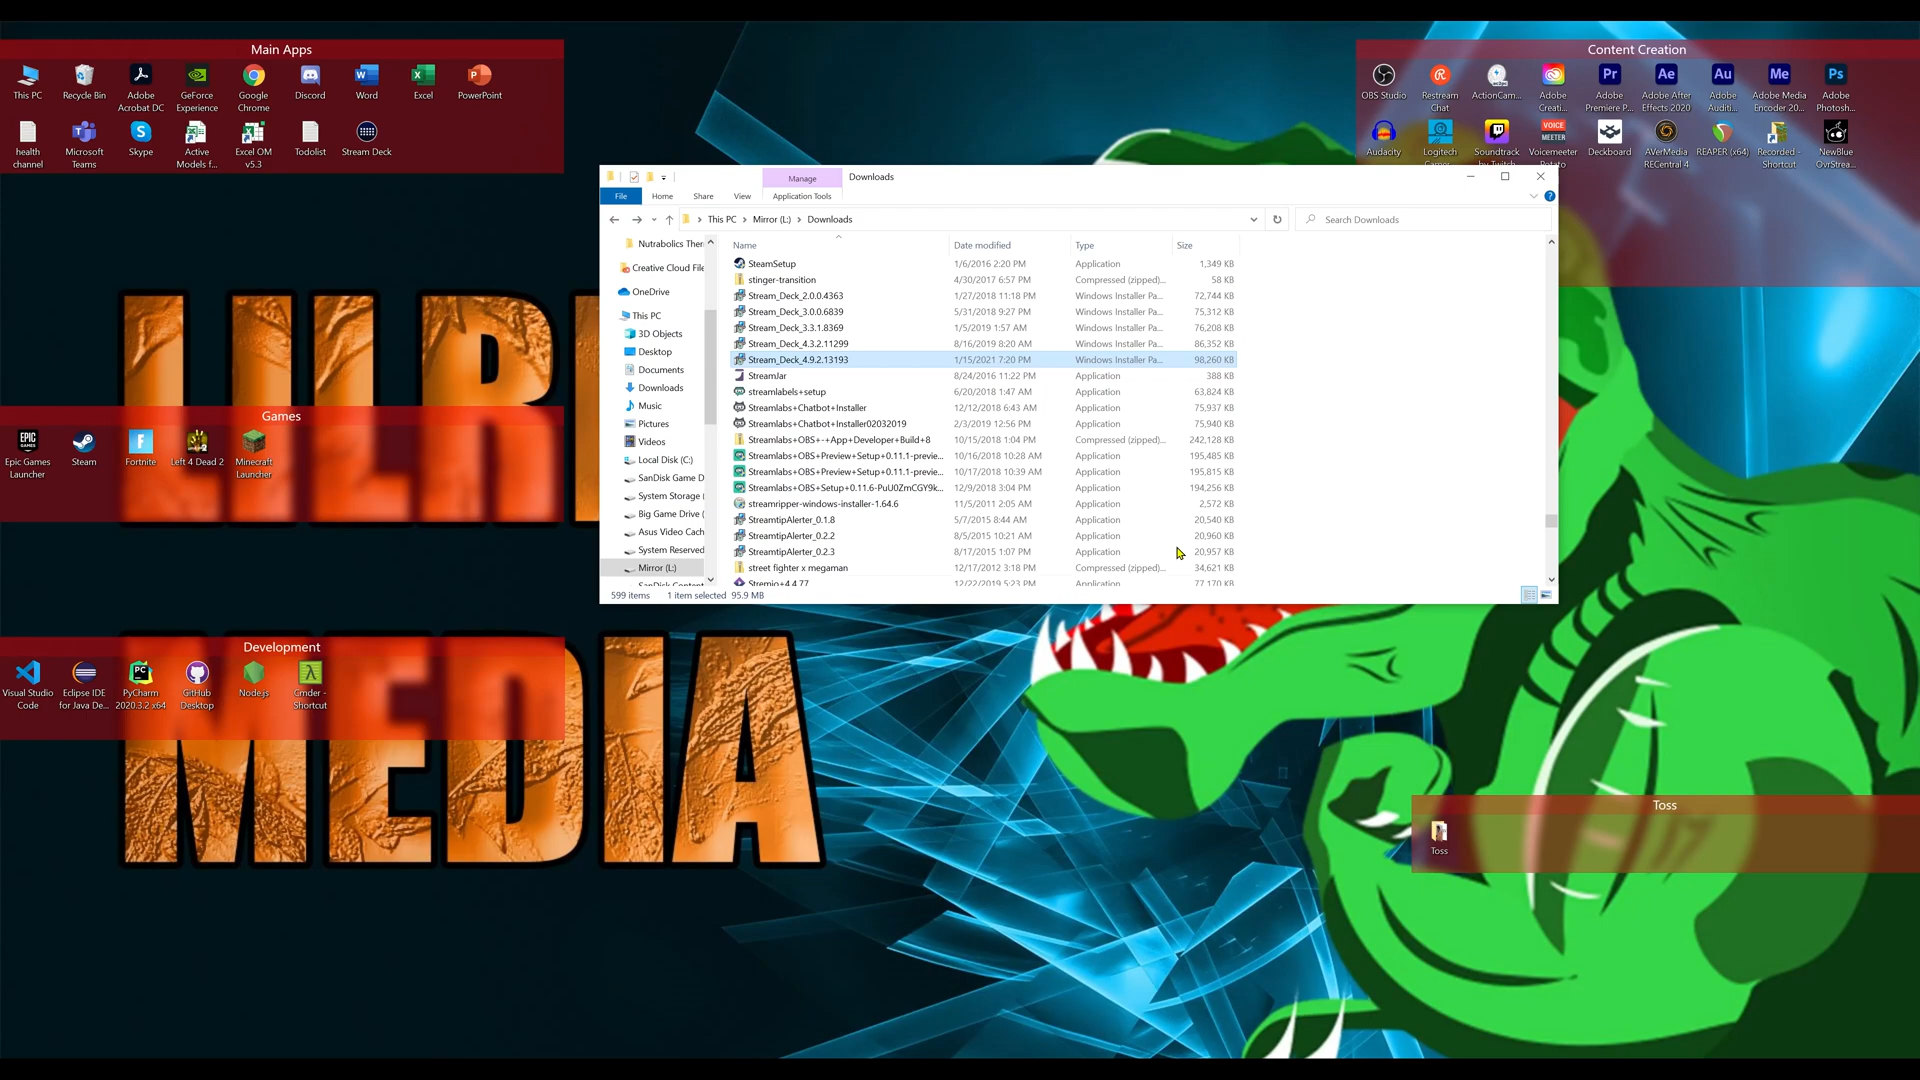 Main Apps
This PC
Recycle Bin
Adobe
Acrobat DC
GeForce
Experience
Google
Chrome
Discord
Word
Excel
PowerPoint
health
channel
Microsoft
Teams
Skype
Active
Models f...
Excel OM
v5.3
Todolist
Stream Deck
Content Creation
OBS Studio
Restream
Chat
ActionCam...
Adobe
Creati...
Adobe
Premiere P...
Adobe After
Effects 2020
Adobe
Auditi...
Adobe Media
Encoder 20...
Adobe
Photosh...
Audacity
Logitech
Soundtrack
by Twitch
Voicemeeter
Potato
Deckboard
AVerMedia
RECentral 4
REAPER (x64)
Recorded -
Shortcut
NewBlue
OvrStrea...
Manage
Downloads
File
Home
Share
View
Application Tools
This PC > Mirror (L:) > Downloads
Search Downloads
Nutrabolics Ther
Creative Cloud File
OneDrive
This PC
3D Objects
Desktop
Documents
Downloads
Music
Pictures
Videos
Local Disk (C:)
SanDisk Game D
System Storage (
Big Game Drive (
Asus Video Cach
System Reserved
Mirror (L:)
SanDisk Content
Name Date modified Type Size
SteamSetup 1/6/2016 2:20 PM Application 1,349 KB
stinger-transition 4/30/2017 6:57 PM Compressed (zipped)... 58 KB
Stream_Deck_2.0.0.4363 1/27/2018 11:18 PM Windows Installer Pa... 72,744 KB
Stream_Deck_3.0.0.6839 5/31/2018 9:27 PM Windows Installer Pa... 75,312 KB
Stream_Deck_3.3.1.8369 1/5/2019 1:57 AM Windows Installer Pa... 76,208 KB
Stream_Deck_4.3.2.11299 8/16/2019 8:20 AM Windows Installer Pa... 86,352 KB
Stream_Deck_4.9.2.13193 1/15/2021 7:20 PM Windows Installer Pa... 98,260 KB
StreamJar 8/24/2016 11:22 PM Application 388 KB
streamlabels+setup 6/20/2018 1:47 AM Application 63,824 KB
Streamlabs+Chatbot+Installer 12/12/2018 6:43 AM Application 75,937 KB
Streamlabs+Chatbot+Installer02032019 2/3/2019 12:56 PM Application 75,940 KB
Streamlabs+OBS+-+App+Developer+Build+8 10/15/2018 1:04 PM Compressed (zipped)... 242,128 KB
Streamlabs+OBS+Preview+Setup+0.11.1-previe... 10/16/2018 10:28 AM Application 195,485 KB
Streamlabs+OBS+Preview+Setup+0.11.1-previe... 10/17/2018 10:39 AM Application 195,815 KB
Streamlabs+OBS+Setup+0.11.6-PuU0ZmCGY9k... 12/9/2018 3:04 PM Application 194,256 KB
streamripper-windows-installer-1.64.6 11/5/2011 2:05 AM Application 2,572 KB
StreamtipAlerter_0.1.8 5/7/2015 8:44 AM Application 20,540 KB
StreamtipAlerter_0.2.2 8/5/2015 10:21 AM Application 20,960 KB
StreamtipAlerter_0.2.3 8/17/2015 1:07 PM Application 20,957 KB
street fighter x megaman 12/17/2012 3:18 PM Compressed (zipped)... 34,621 KB
Stremio+4.4.77 12/22/2019 5:23 PM Application 77,170 KB
599 items 1 item selected 95.9 MB
Games
Epic Games
Launcher
Steam
Fortnite
Left 4 Dead 2
Minecraft
Launcher
Development
Visual Studio
Code
Eclipse IDE
for Java De...
PyCharm
2020.3.2 x64
GitHub
Desktop
Node.js
Cmder -
Shortcut
MEDIA
Toss
Toss